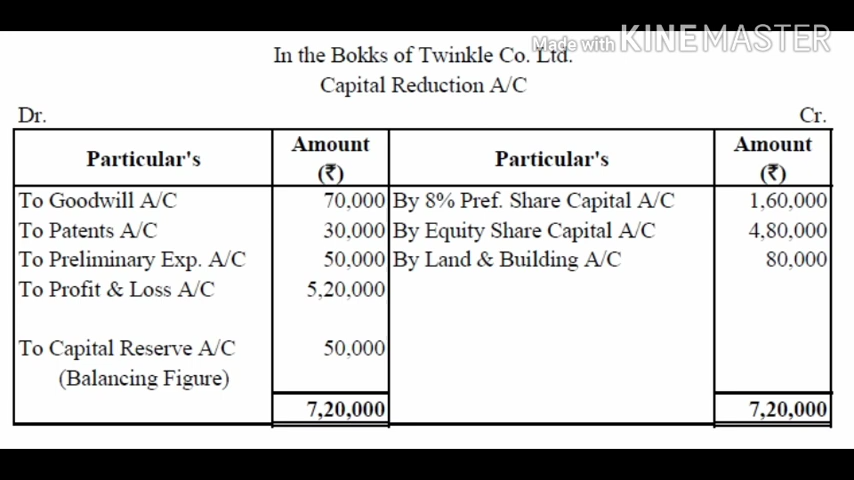 Made with KINEMASTER
In the Bokks of Twinkle Co. Ltd.
Capital Reduction A/C
Dr. Cr.
Particular's Amount (₹) Particular's Amount (₹)
To Goodwill A/C 70,000 By 8% Pref. Share Capital A/C 1,60,000
To Patents A/C 30,000 By Equity Share Capital A/C 4,80,000
To Preliminary Exp. A/C 50,000 By Land & Building A/C 80,000
To Profit & Loss A/C 5,20,000
To Capital Reserve A/C 50,000
(Balancing Figure)
7,20,000 7,20,000